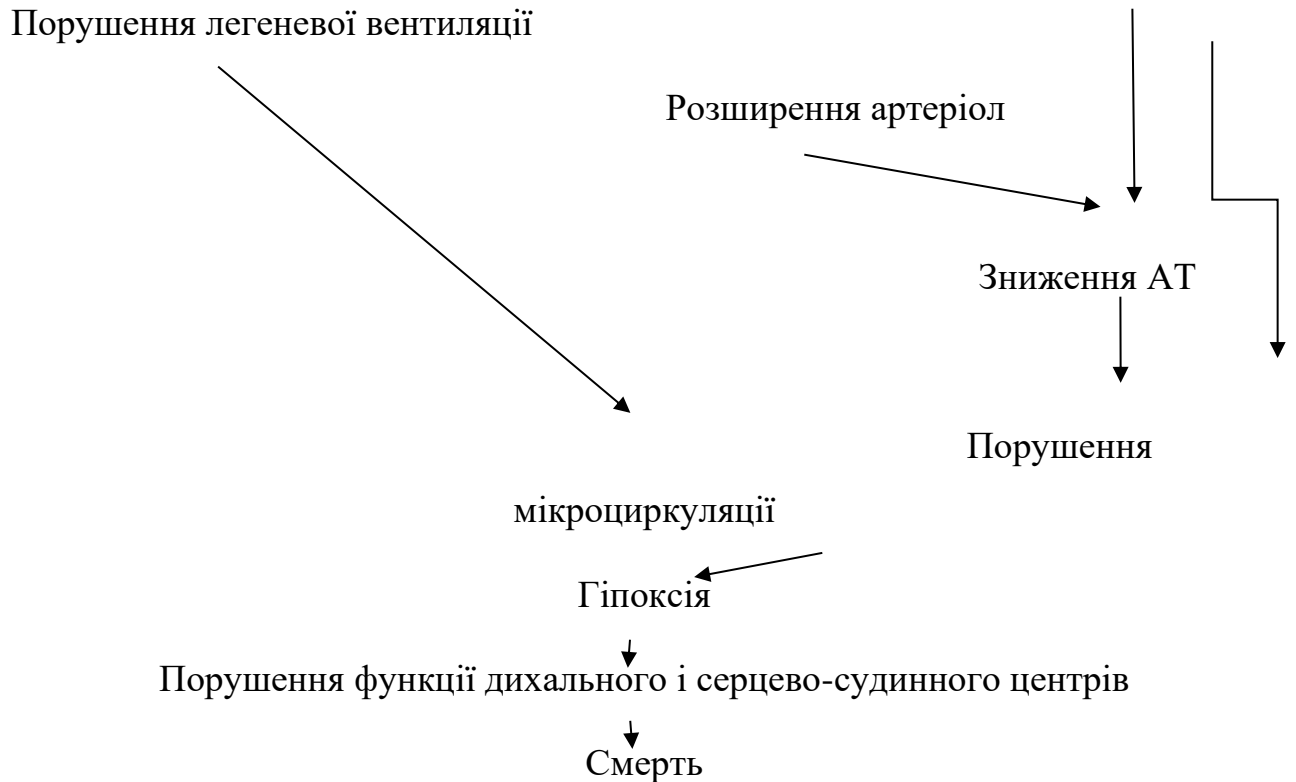 Порушення легеневої вентиляції
Розширення артеріол
Зниження АТ
Порушення
мікроциркуляції
Гіпоксія
Порушення функції дихального і серцево-судинного центрів
Смерть